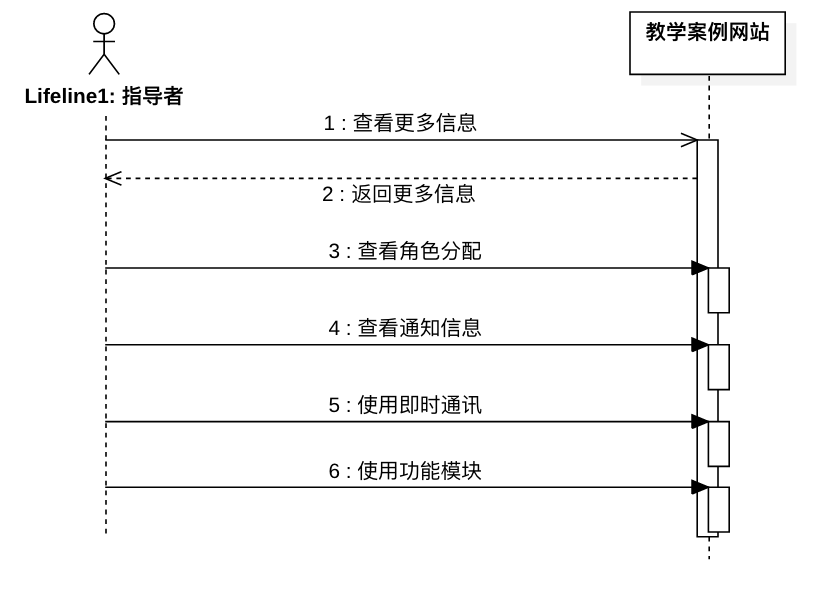 教学案例网站
Lifeline1: 指导者
1 : 查看更多信息
2 : 返回更多信息
3 : 查看角色分配
4 : 查看通知信息
5 : 使用即时通讯
6 : 使用功能模块